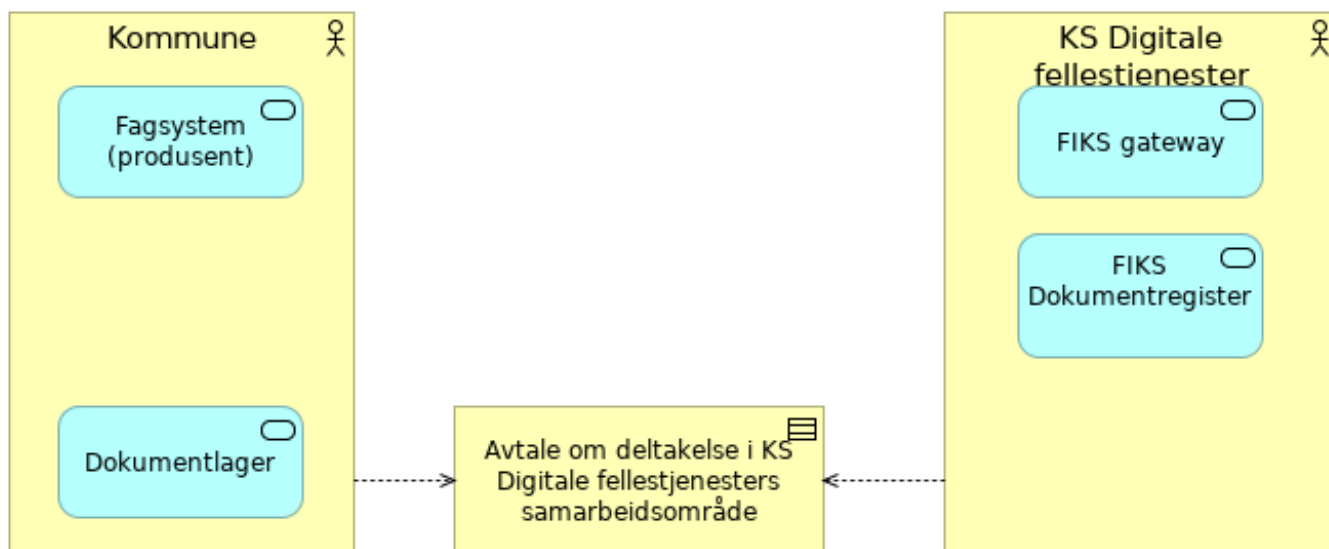 Kommune
Fagsystem
(produsent)
Dokumentlager
Avtale om deltakelse i KS
Digitale fellestjenesters
samarbeidsområde
KS Digitale
fellestjenester
FIKS gateway
FIKS
Dokumentregister